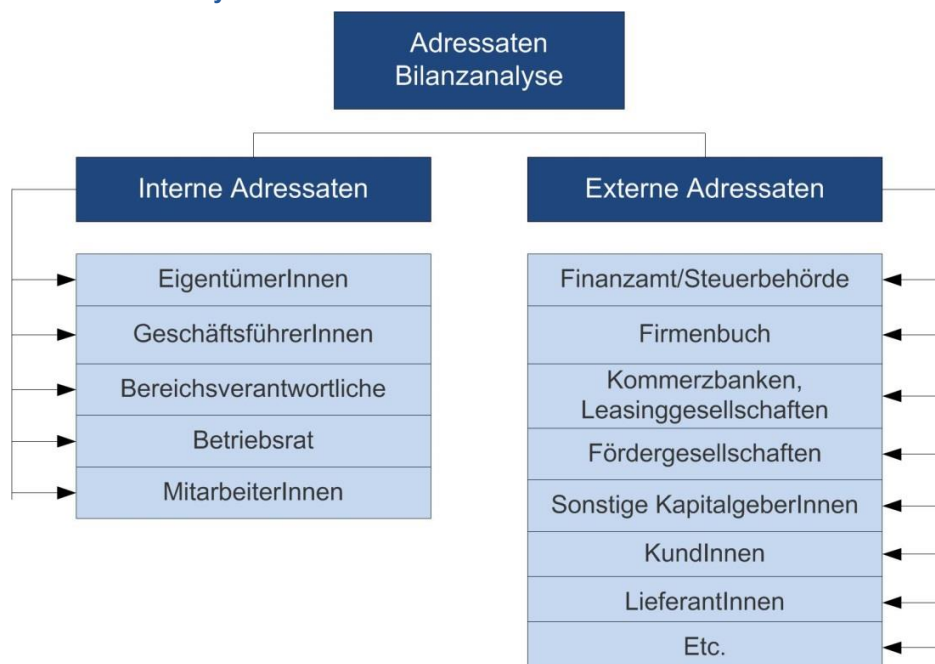 Adressaten
Bilanzanalyse
Interne Adressaten
EigentümerInnen
GeschäftsführerInnen
Bereichsverantwortliche
Betriebsrat
MitarbeiterInnen
Externe Adressaten
Finanzamt/Steuerbehörde
Firmenbuch
Kommerzbanken,
Leasinggesellschaften
Fördergesellschaften
Sonstige KapitalgeberInnen
KundInnen
LieferantInnen
Etc.